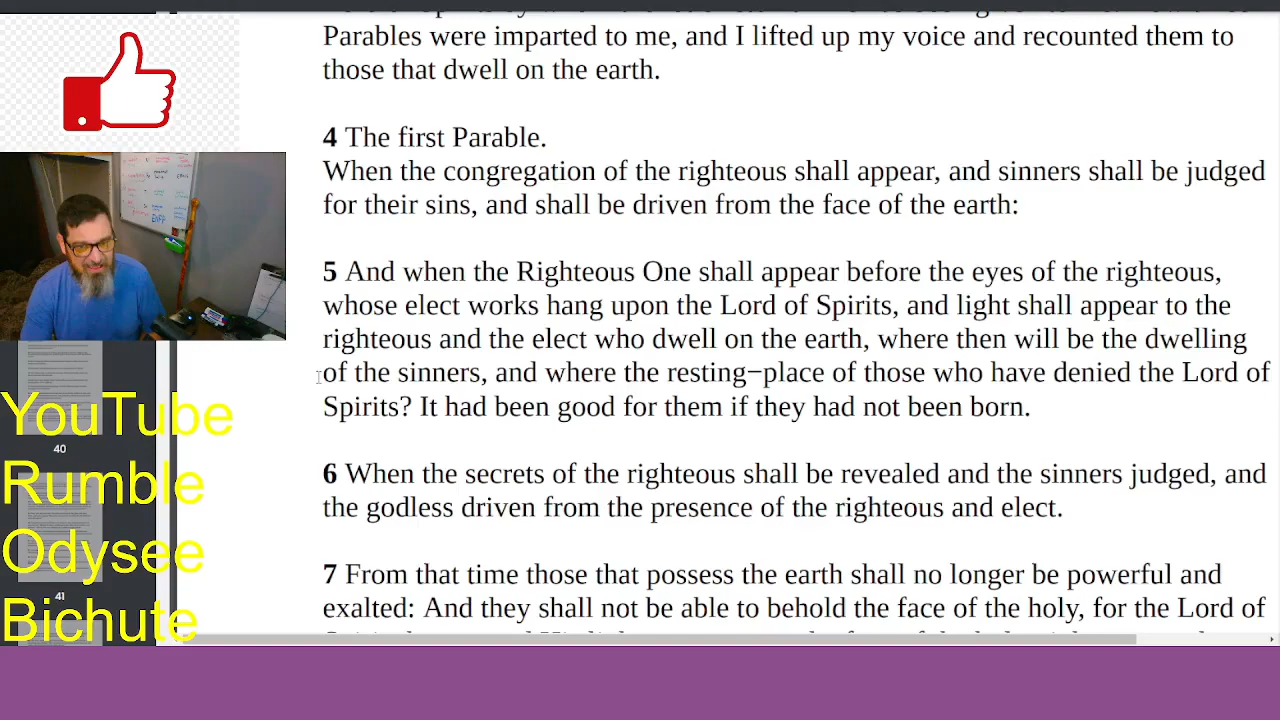 Parables were imparted to me, and I lifted up my voice and recounted them to
those that dwell on the earth.
4 The first Parable.
When the congregation of the righteous shall appear, and sinners shall be judged
for their sins, and shall be driven from the face of the earth:
5 And when the Righteous One shall appear before the eyes of the righteous,
whose elect works hang upon the Lord of Spirits, and light shall appear to the
righteous and the elect who dwell on the earth, where then will be the dwelling
of the sinners, and where the resting−place of those who have denied the Lord of
Spirits? It had been good for them if they had not been born.
6 When the secrets of the righteous shall be revealed and the sinners judged, and
the godless driven from the presence of the righteous and elect.
7 From that time those that possess the earth shall no longer be powerful and
exalted: And they shall not be able to behold the face of the holy, for the Lord of
YouTube
40
Rumble
Odysee
41
Bichute